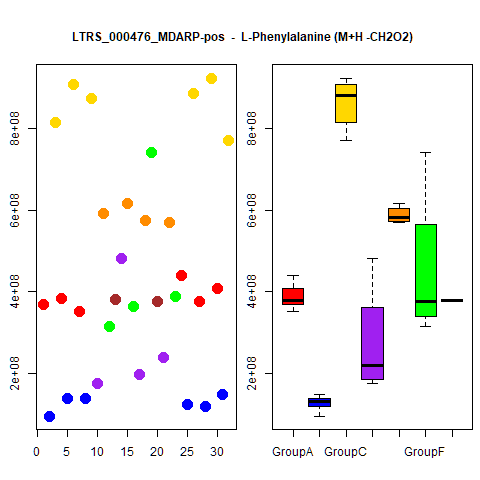 LTRS_000476_MDARP-pos - L-Phenylalanine (M+H -CH2O2)
8e+08
6e+08
4e+08
2e+08
0 5 10 15 20 25 30
8e+08
6e+08
4e+08
2e+08
GroupA GroupC GroupF